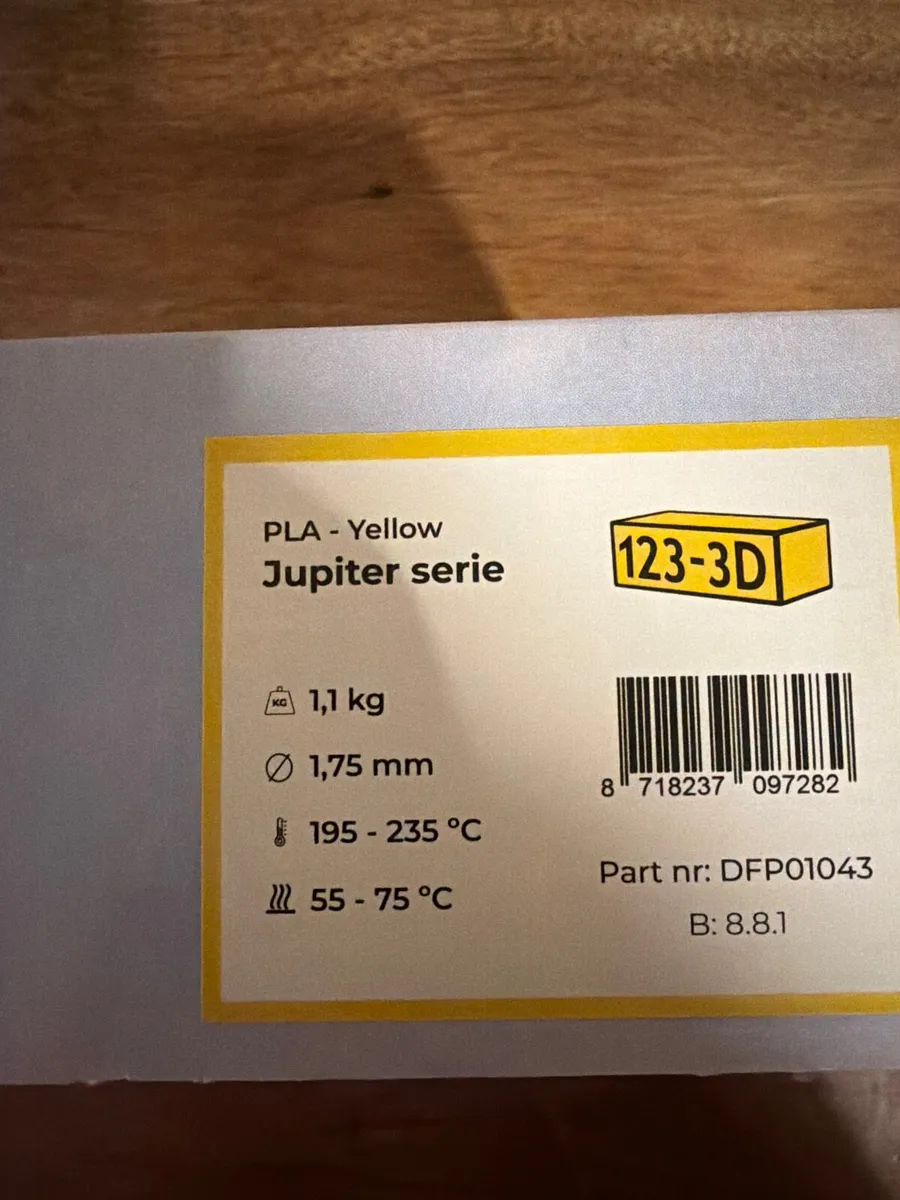 PLA - Yellow
Jupiter serie
123-3D
KG 1,1 kg
1,75 mm
195 - 235 °C
55 - 75 °C
8 718237 097282
Part nr: DFP01043
B: 8.8.1